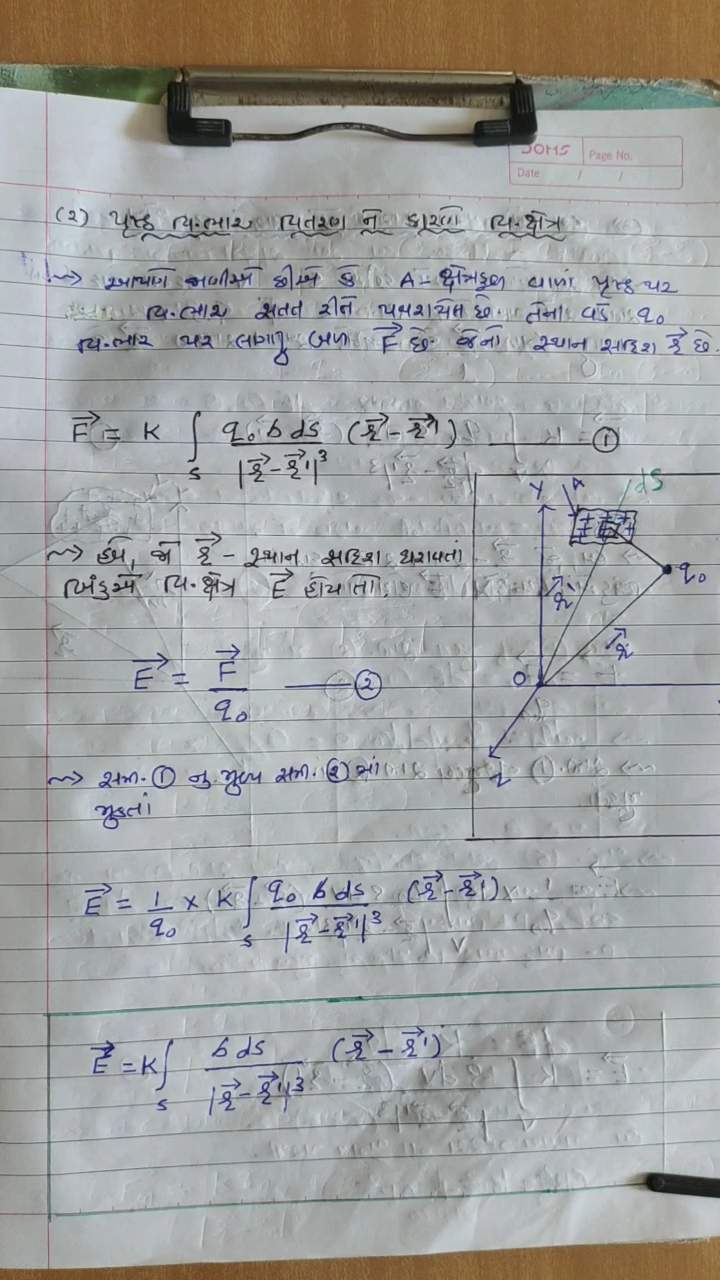 JOMS
Page No.
Date / /
(2) પૃષ્ઠ વિ.ભાર વિતરણ ને કારણે વિ.ક્ષેત્ર
આપણે જાણીએ છીએ કે A - ક્ષેત્રફળ વાળા પૃષ્ઠ પર
વિ.ભાર સતત રીતે પથરાયેલ છે. તેના વડે q₀
વિ.ભાર પર લાગતુ બળ F⃗ છે. જેનો સ્થાન સદિશ r⃗ છે.
F⃗ = K ∫s q₀ б ds / |r⃗ - r⃗'|³ (r⃗ - r⃗') ①
Y A ds
હવે, જો r⃗ - સ્થાન સદિશ ધરાવતાં
બિંદુએ વિ.ક્ષેત્ર E⃗ હોય તો.
q₀
r⃗'
r⃗
E⃗ = F⃗ / q₀ ②
O
સમી. ① નુ મુલ્ય સમી. ② માં
મુકતાં
E⃗ = 1/q₀ × K ∫s q₀ б ds / |r⃗ - r⃗'|³ (r⃗ - r⃗')
E⃗ = K ∫s б ds / |r⃗ - r⃗'|³ (r⃗ - r⃗')